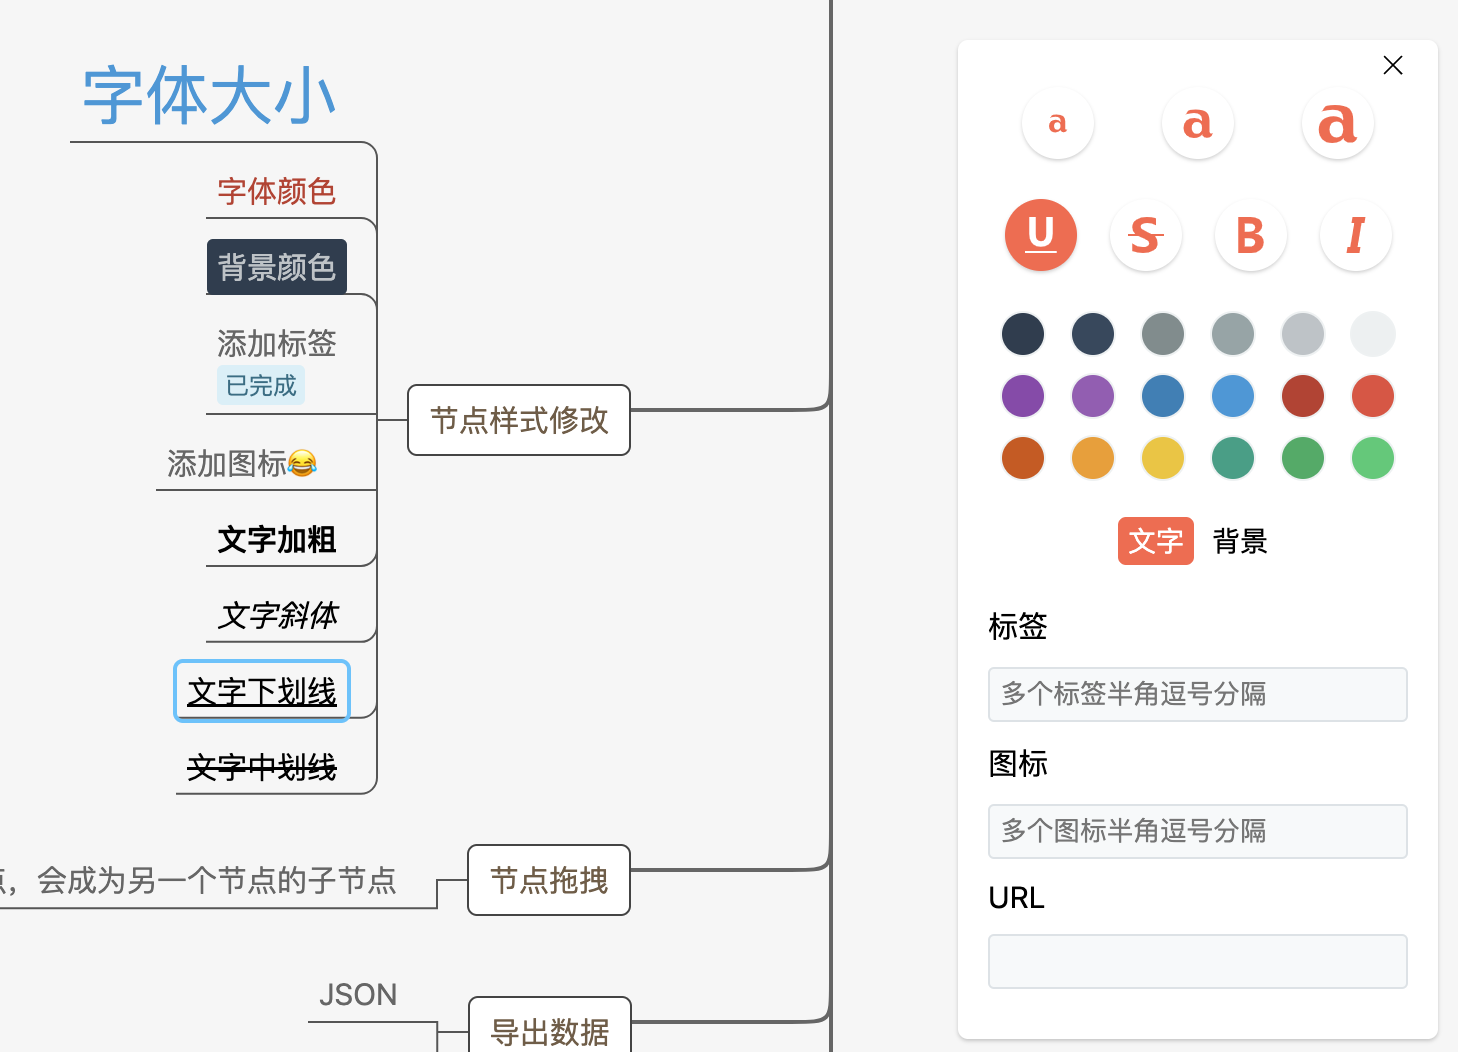 字体大小
字体颜色
背景颜色
添加标签
已完成
添加图标😂
文字加粗
文字斜体
文字下划线
文字中划线
节点样式修改
，会成为另一个节点的子节点
节点拖拽
JSON
导出数据
a a a
U S B I
文字 背景
标签
多个标签半角逗号分隔
图标
多个图标半角逗号分隔
URL